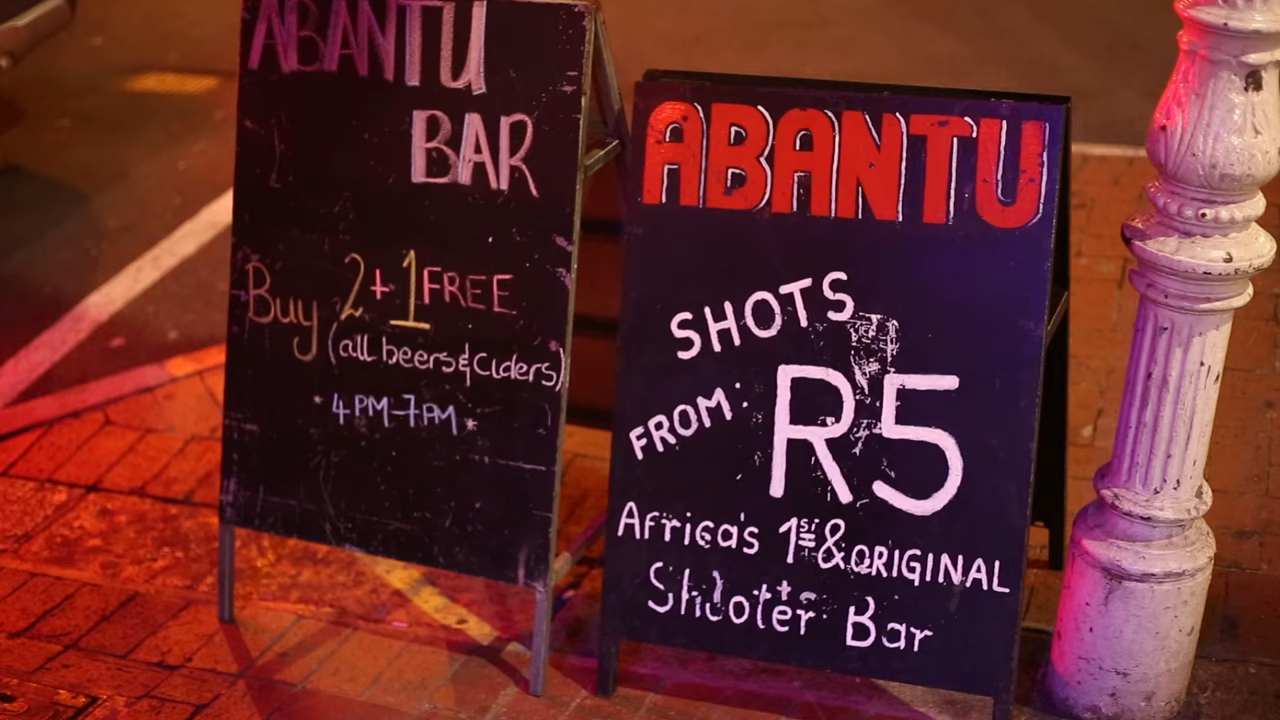 ABANTU
BAR
Buy 2+1 FREE
(all beers & Ciders)
*4PM-7PM*
ABANTU
SHOTS
FROM: R5
Africa's 1st & ORIGINAL
Shooter Bar